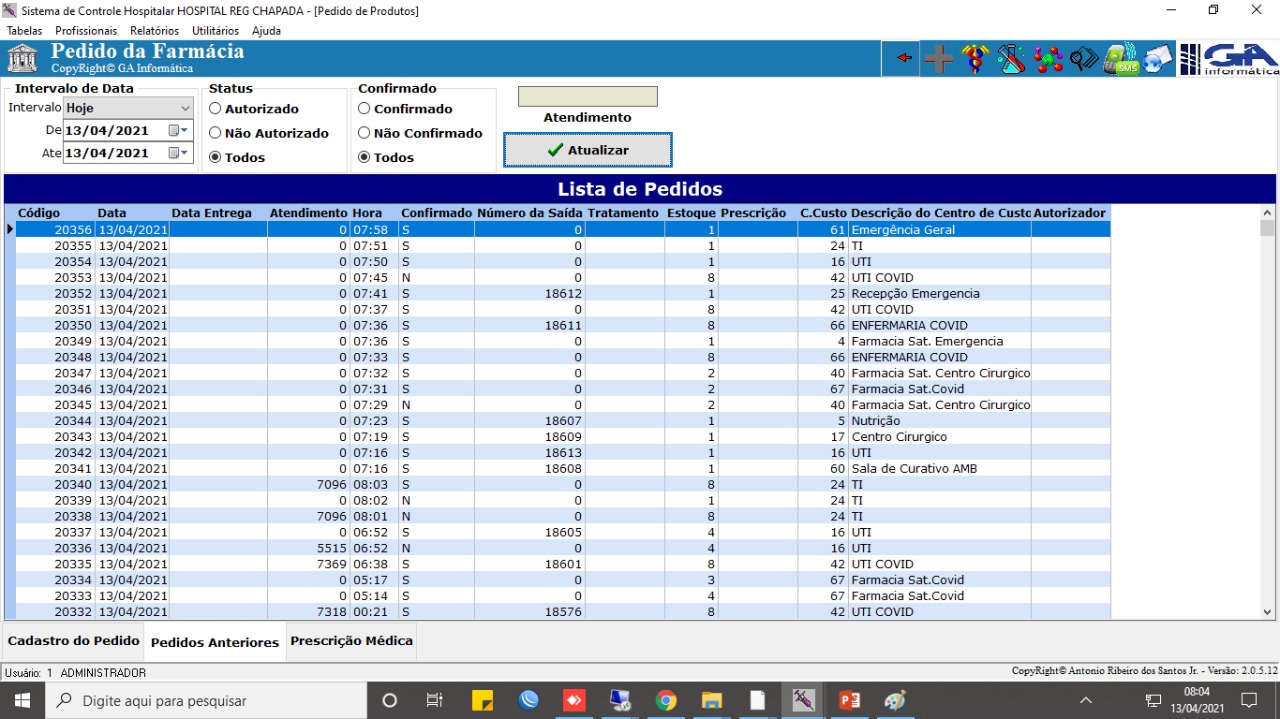 Sistema de Controle Hospitalar HOSPITAL REG CHAPADA - [Pedido de Produtos]
Tabelas Profissionais Relatórios Utilitários Ajuda
Pedido da Farmácia
CopyRight© GA Informática
SMS
GA
informática
Intervalo de Data
Intervalo Hoje
De 13/04/2021
Ate 13/04/2021
Status
Autorizado
Não Autorizado
Todos
Confirmado
Confirmado
Não Confirmado
Todos
Atendimento
Atualizar
Lista de Pedidos
Código Data Data Entrega Atendimento Hora Confirmado Número da Saída Tratamento Estoque Prescrição C.Custo Descrição do Centro de Custo Autorizador
20356 13/04/2021 0 07:58 S 0 1 61 Emergência Geral
20355 13/04/2021 0 07:51 S 0 1 24 TI
20354 13/04/2021 0 07:50 S 0 1 16 UTI
20353 13/04/2021 0 07:45 N 0 8 42 UTI COVID
20352 13/04/2021 0 07:41 S 18612 1 25 Recepção Emergencia
20351 13/04/2021 0 07:37 S 0 8 42 UTI COVID
20350 13/04/2021 0 07:36 S 18611 8 66 ENFERMARIA COVID
20349 13/04/2021 0 07:36 S 0 1 4 Farmacia Sat. Emergencia
20348 13/04/2021 0 07:33 S 0 8 66 ENFERMARIA COVID
20347 13/04/2021 0 07:32 S 0 2 40 Farmacia Sat. Centro Cirurgico
20346 13/04/2021 0 07:31 S 0 2 67 Farmacia Sat.Covid
20345 13/04/2021 0 07:29 N 0 2 40 Farmacia Sat. Centro Cirurgico
20344 13/04/2021 0 07:23 S 18607 1 5 Nutrição
20343 13/04/2021 0 07:19 S 18609 1 17 Centro Cirurgico
20342 13/04/2021 0 07:16 S 18613 1 16 UTI
20341 13/04/2021 0 07:16 S 18608 1 60 Sala de Curativo AMB
20340 13/04/2021 7096 08:03 S 0 8 24 TI
20339 13/04/2021 0 08:02 N 0 1 24 TI
20338 13/04/2021 7096 08:01 N 0 8 24 TI
20337 13/04/2021 0 06:52 S 18605 4 16 UTI
20336 13/04/2021 5515 06:52 N 0 4 16 UTI
20335 13/04/2021 7369 06:38 S 18601 8 42 UTI COVID
20334 13/04/2021 0 05:17 S 0 3 67 Farmacia Sat.Covid
20333 13/04/2021 0 05:14 S 0 4 67 Farmacia Sat.Covid
20332 13/04/2021 7318 00:21 S 18576 8 42 UTI COVID
Cadastro do Pedido Pedidos Anteriores Prescrição Médica
Usuário: 1 ADMINISTRADOR
CopyRight© Antonio Ribeiro dos Santos Jr. - Versão: 2.0.5.12
Digite aqui para pesquisar
08:04
13/04/2021